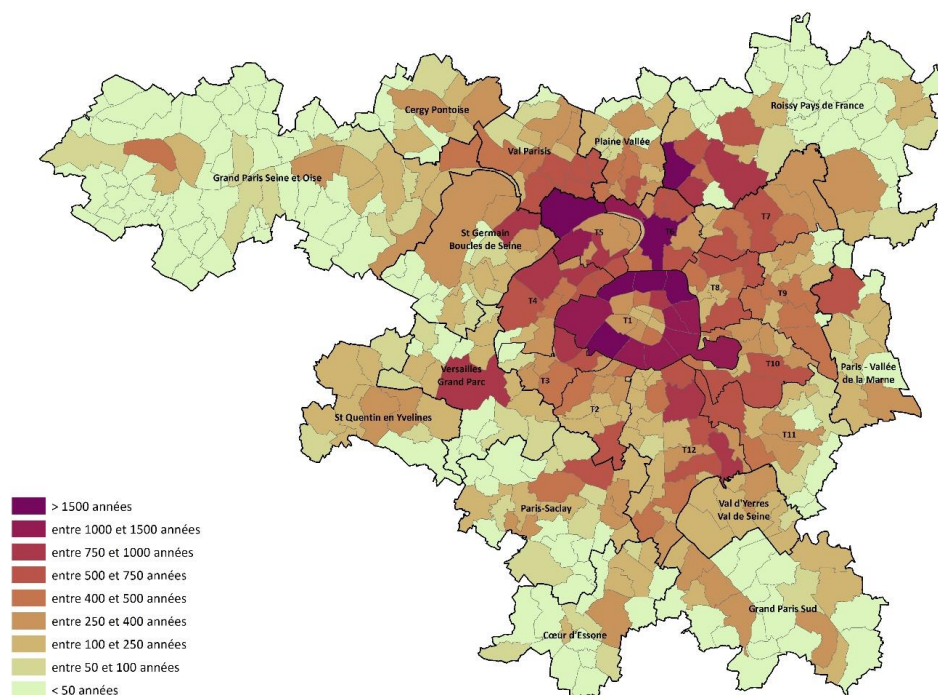 Cergy Pontoise
Roissy Pays de France
Val Parisis
Plaine Vallée
Grand Paris Seine et Oise
St Germain
Boucles de Seine
T7
T5
T6
T8
T9
T4
T1
Versailles
Grand Parc
T3
T10
Paris - Vallée
de la Marne
St Quentin en Yvelines
T2
T11
T12
Paris-Saclay
Val d'Yerres
Val de Seine
Grand Paris Sud
Cœur d'Essone
> 1500 années
entre 1000 et 1500 années
entre 750 et 1000 années
entre 500 et 750 années
entre 400 et 500 années
entre 250 et 400 années
entre 100 et 250 années
entre 50 et 100 années
< 50 années